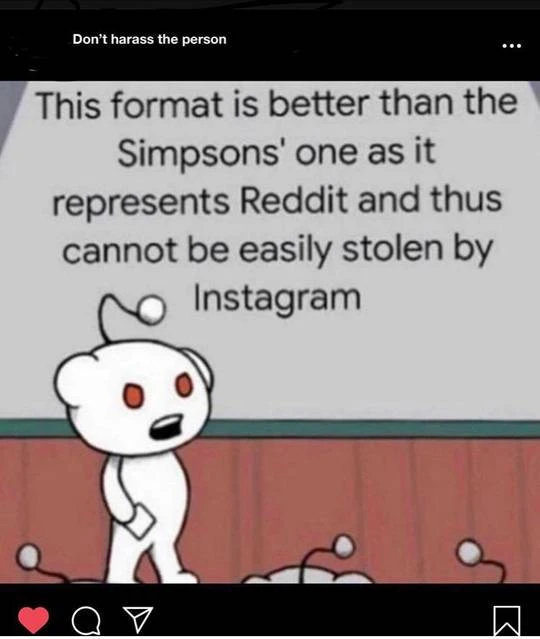 Don't harass the person
This format is better than the
Simpsons' one as it
represents Reddit and thus
cannot be easily stolen by
Instagram